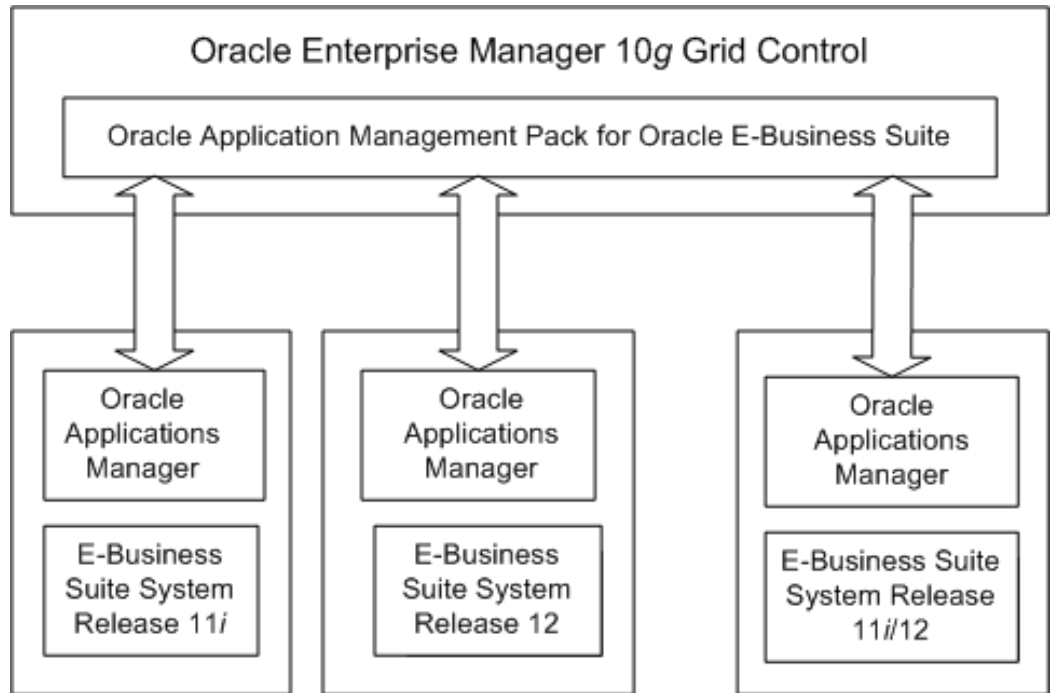 Oracle Enterprise Manager 10g Grid Control
Oracle Application Management Pack for Oracle E-Business Suite
Oracle
Applications
Manager
E-Business
Suite System
Release 11i
Oracle
Applications
Manager
E-Business
Suite System
Release 12
Oracle
Applications
Manager
E-Business Suite
System Release
11i/12